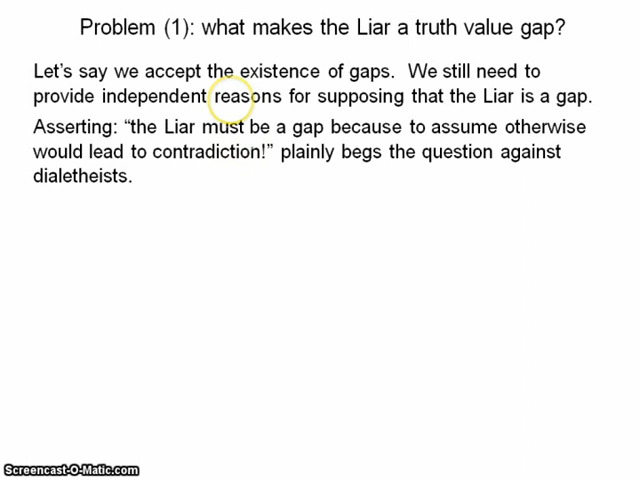 Problem (1): what makes the Liar a truth value gap?
Let's say we accept the existence of gaps.  We still need to
provide independent reasons for supposing that the Liar is a gap.
Asserting: “the Liar must be a gap because to assume otherwise
would lead to contradiction!” plainly begs the question against
dialetheists.
Screencast-O-Matic.com